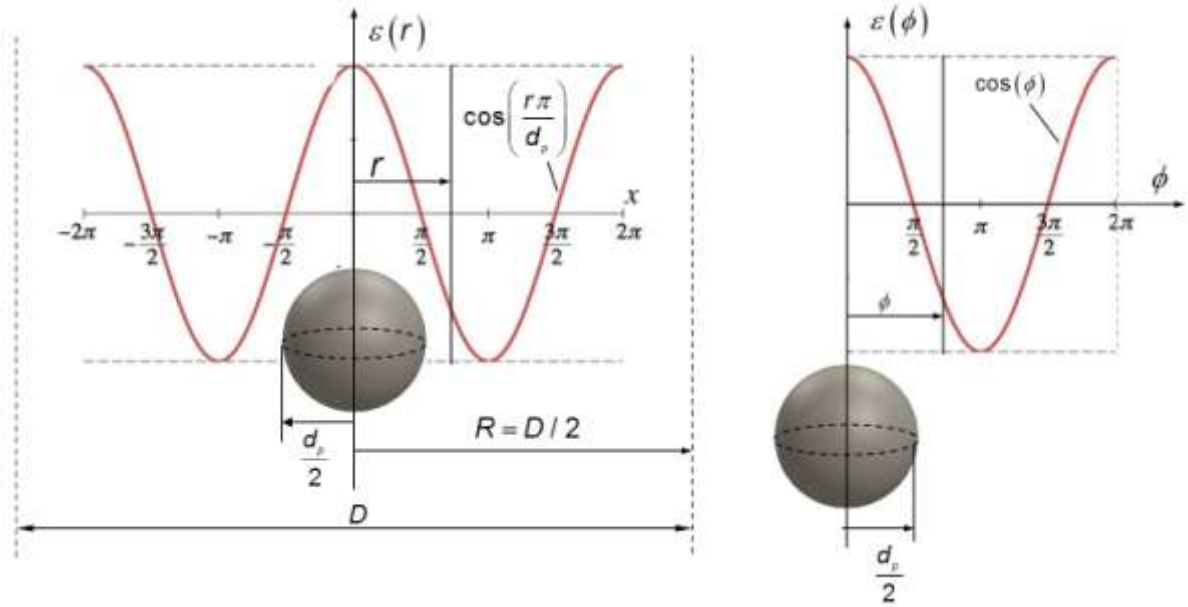 ε(r)
cos(rπ/d_p)
r
x
−2π
−3π/2
−π
−π/2
π/2
π
3π/2
2π
R = D / 2
d_p/2
D
ε(ϕ)
cos(ϕ)
ϕ
π/2
π
3π/2
2π
ϕ
d_p/2